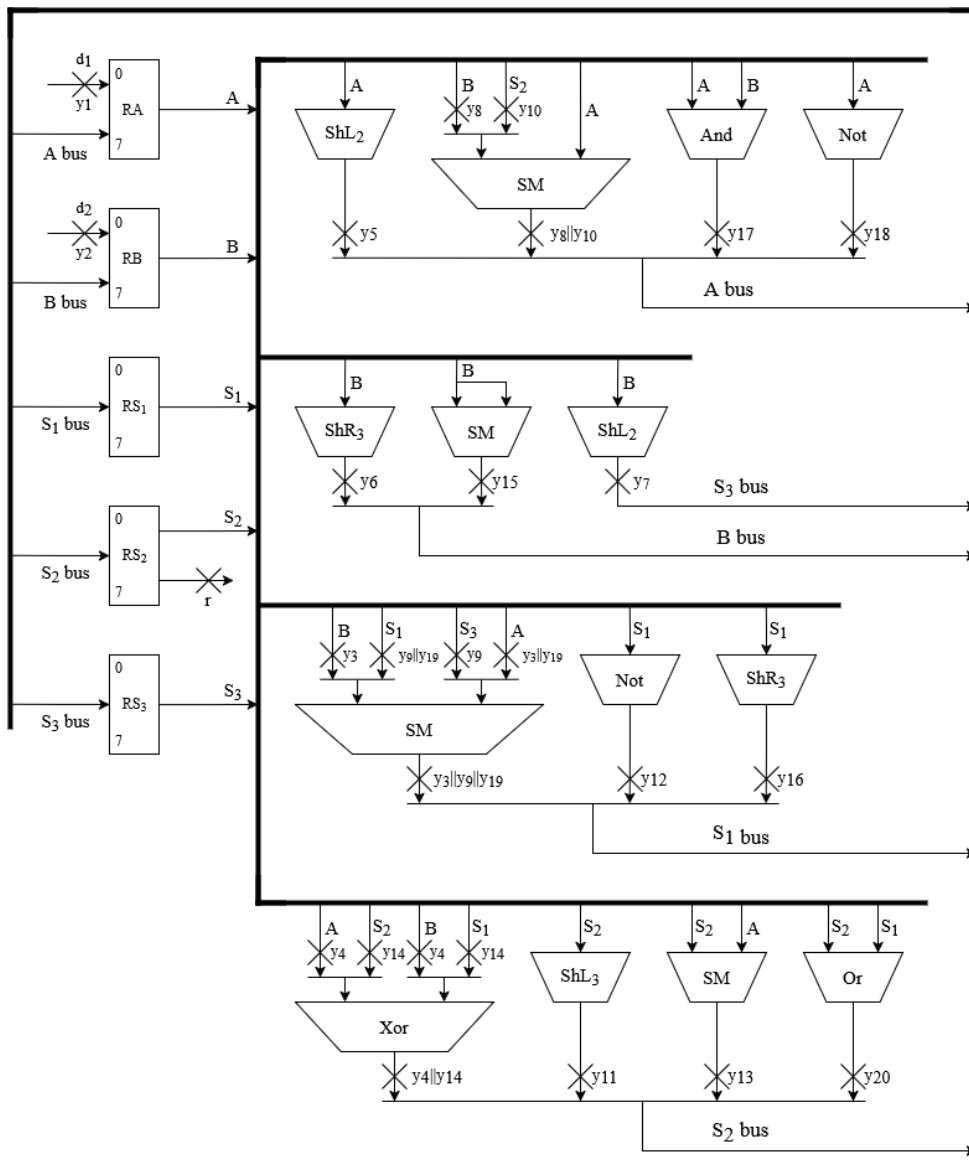 d1
y1
0
RA
7
A
A bus
d2
y2
0
RB
7
B
B bus
0
RS1
7
S1
S1 bus
0
RS2
7
S2
r
S2 bus
0
RS3
7
S3
S3 bus
A B S2 A A B A
y8 y10
ShL2 SM And Not
y5 y8||y10 y17 y18
A bus
B B B
ShR3 SM ShL2
y6 y15 y7
S3 bus
B bus
B S1 S3 A S1 S1
y3 y9||y19 y9 y3||y19
Not ShR3
SM
y3||y9||y19 y12 y16
S1 bus
A S2 B S1 S2 S2 A S2 S1
y4 y14 y4 y14
ShL3 SM Or
Xor
y4||y14 y11 y13 y20
S2 bus